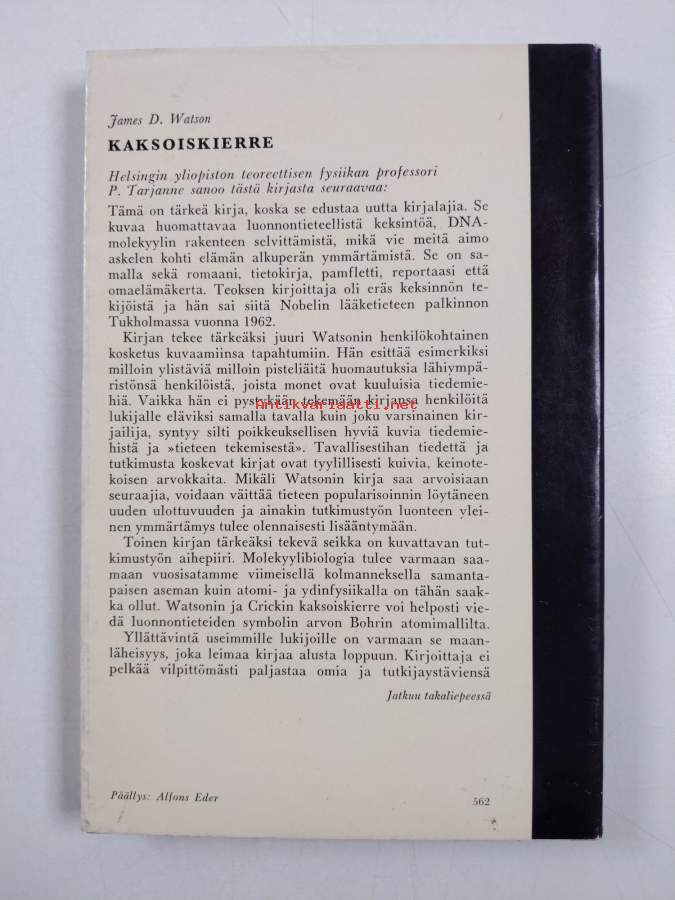 James D. Watson
KAKSOISKIERRE
Helsingin yliopiston teoreettisen fysiikan professori
P. Tarjanne sanoo tästä kirjasta seuraavaa:
Tämä on tärkeä kirja, koska se edustaa uutta kirjalajia. Se
kuvaa huomattavaa luonnontieteellistä keksintöä, DNA-
molekyylin rakenteen selvittämistä, mikä vie meitä aimo
askelen kohti elämän alkuperän ymmärtämistä. Se on sa-
malla sekä romaani, tietokirja, pamfletti, reportaasi että
omaelämäkerta. Teoksen kirjoittaja oli eräs keksinnön te-
kijöistä ja hän sai siitä Nobelin lääketieteen palkinnon
Tukholmassa vuonna 1962.
Kirjan tekee tärkeäksi juuri Watsonin henkilökohtainen
kosketus kuvaamiinsa tapahtumiin. Hän esittää esimerkiksi
milloin ylistäviä milloin pisteliäitä huomautuksia lähiympä-
ristönsä henkilöistä, joista monet ovat kuuluisia tiedemie-
hiä. Vaikka hän ei pystykään tekemään kirjansa henkilöitä
Antikvariaatti.net
lukijalle eläviksi samalla tavalla kuin joku varsinainen kir-
jailija, syntyy silti poikkeuksellisen hyviä kuvia tiedemie-
histä ja »tieteen tekemisestä». Tavallisestihan tiedettä ja
tutkimusta koskevat kirjat ovat tyylillisesti kuivia, keinote-
koisen arvokkaita. Mikäli Watsonin kirja saa arvoisiaan
seuraajia, voidaan väittää tieteen popularisoinnin löytäneen
uuden ulottuvuuden ja ainakin tutkimustyön luonteen ylei-
nen ymmärtämys tulee olennaisesti lisääntymään.
Toinen kirjan tärkeäksi tekevä seikka on kuvattavan tut-
kimustyön aihepiiri. Molekyylibiologia tulee varmaan saa-
maan vuosisatamme viimeisellä kolmanneksella samanta-
paisen aseman kuin atomi- ja ydinfysiikalla on tähän saak-
ka ollut. Watsonin ja Crickin kaksoiskierre voi helposti vie-
dä luonnontieteiden symbolin arvon Bohrin atomimallilta.
Yllättävintä useimmille lukijoille on varmaan se maan-
läheisyys, joka leimaa kirjaa alusta loppuun. Kirjoittaja ei
pelkää vilpittömästi paljastaa omia ja tutkijaystäviensä
Jatkuu takaliepeessä
Päällys: Alfons Eder
562